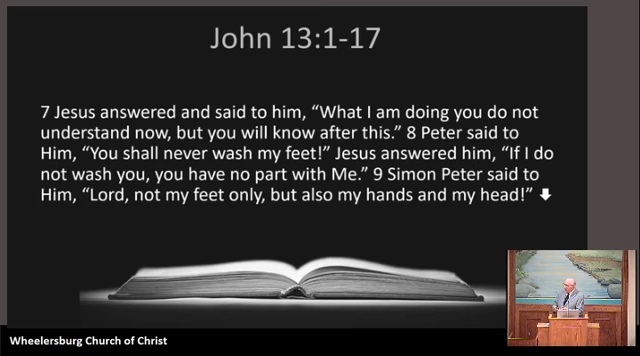 John 13:1-17
7 Jesus answered and said to him, “What I am doing you do not
understand now, but you will know after this.” 8 Peter said to
Him, “You shall never wash my feet!” Jesus answered him, “If I do
not wash you, you have no part with Me.” 9 Simon Peter said to
Him, “Lord, not my feet only, but also my hands and my head!”
Wheelersburg Church of Christ